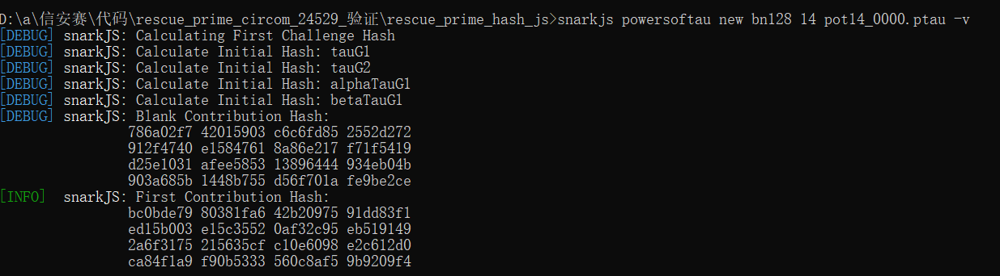 D:\a\信安赛\代码\rescue_prime_circom_24529_验证\rescue_prime_hash_js>snarkjs powersoftau new bn128 14 pot14_0000.ptau -v
[DEBUG] snarkJS: Calculating First Challenge Hash
[DEBUG] snarkJS: Calculate Initial Hash: tauG1
[DEBUG] snarkJS: Calculate Initial Hash: tauG2
[DEBUG] snarkJS: Calculate Initial Hash: alphaTauG1
[DEBUG] snarkJS: Calculate Initial Hash: betaTauG1
[DEBUG] snarkJS: Blank Contribution Hash:
786a02f7 42015903 c6c6fd85 2552d272
912f4740 e1584761 8a86e217 f71f5419
d25e1031 afee5853 13896444 934eb04b
903a685b 1448b755 d56f701a fe9be2ce
[INFO] snarkJS: First Contribution Hash:
bc0bde79 80381fa6 42b20975 91dd83f1
ed15b003 e15c3552 0af32c95 eb519149
2a6f3175 215635cf c10e6098 e2c612d0
ca84f1a9 f90b5333 560c8af5 9b9209f4